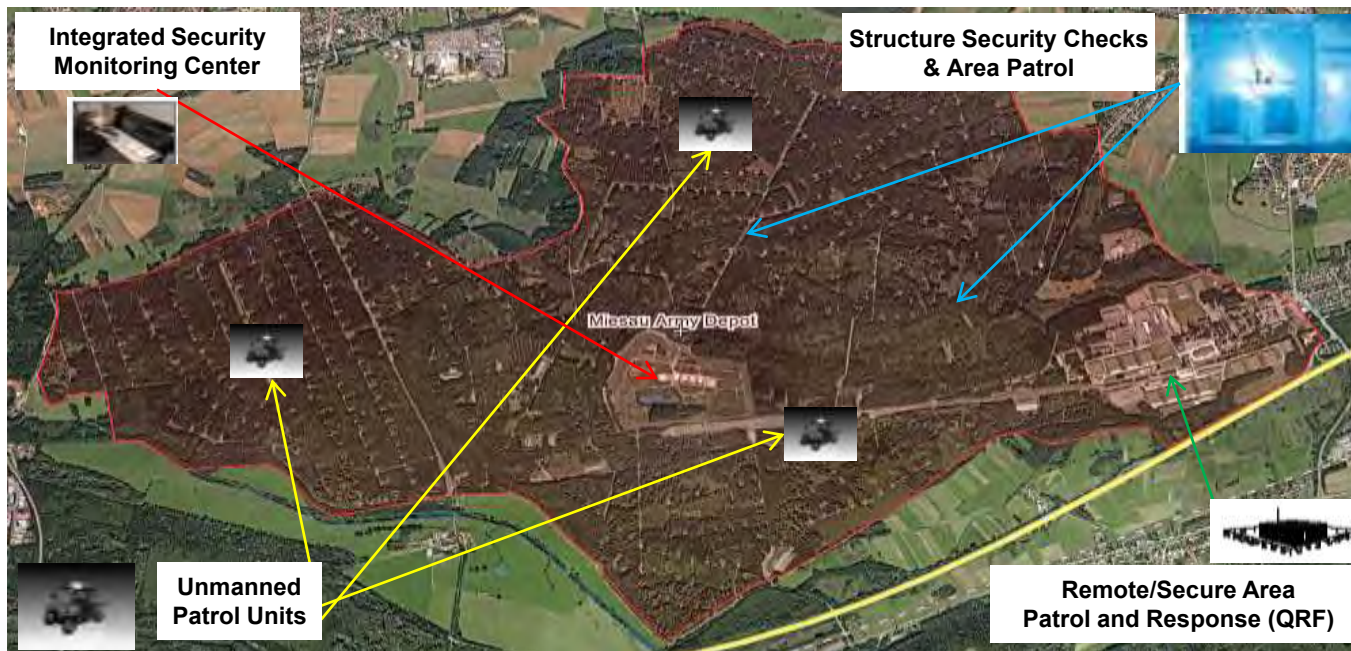 Integrated Security
Monitoring Center
Structure Security Checks
& Area Patrol
Miesau Army Depot
Unmanned
Patrol Units
Remote/Secure Area
Patrol and Response (QRF)